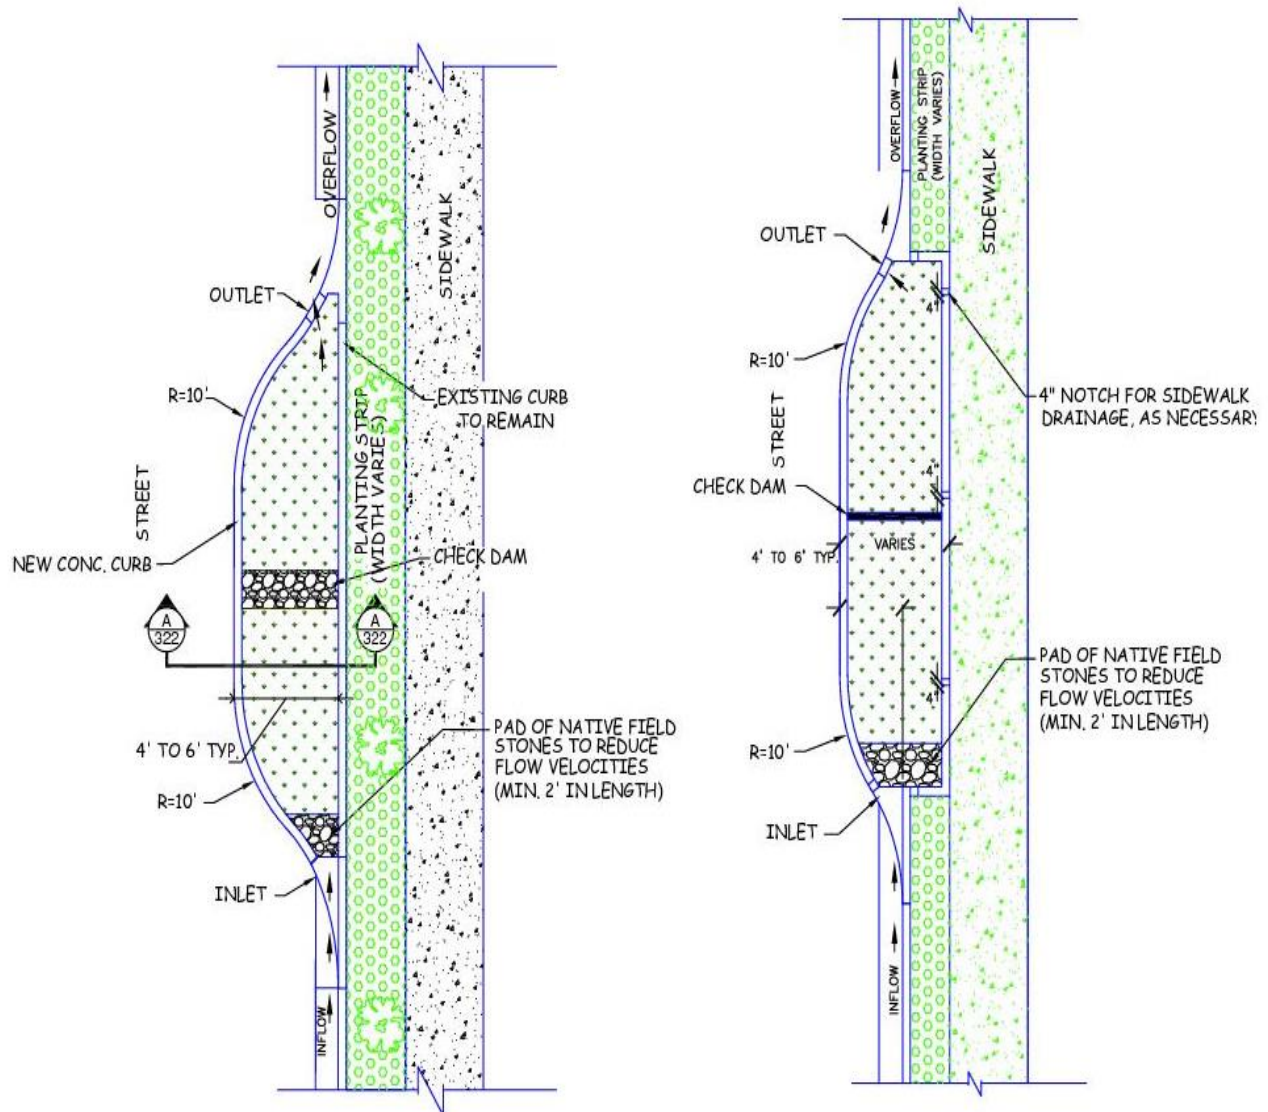 OVERFLOW
SIDEWALK
OUTLET
R=10'
EXISTING CURB
TO REMAIN
STREET
PLANTING STRIP
(WIDTH VARIES)
NEW CONC. CURB
CHECK DAM
A
322
A
322
4' TO 6' TYP.
PAD OF NATIVE FIELD
STONES TO REDUCE
FLOW VELOCITIES
(MIN. 2' IN LENGTH)
R=10'
INLET
INFLOW
OVERFLOW
PLANTING STRIP
(WIDTH VARIES)
SIDEWALK
OUTLET
4"
R=10'
4" NOTCH FOR SIDEWALK
DRAINAGE, AS NECESSARY
STREET
4"
CHECK DAM
VARIES
4' TO 6' TYP.
PAD OF NATIVE FIELD
STONES TO REDUCE
FLOW VELOCITIES
(MIN. 2' IN LENGTH)
4"
R=10'
INLET
INFLOW